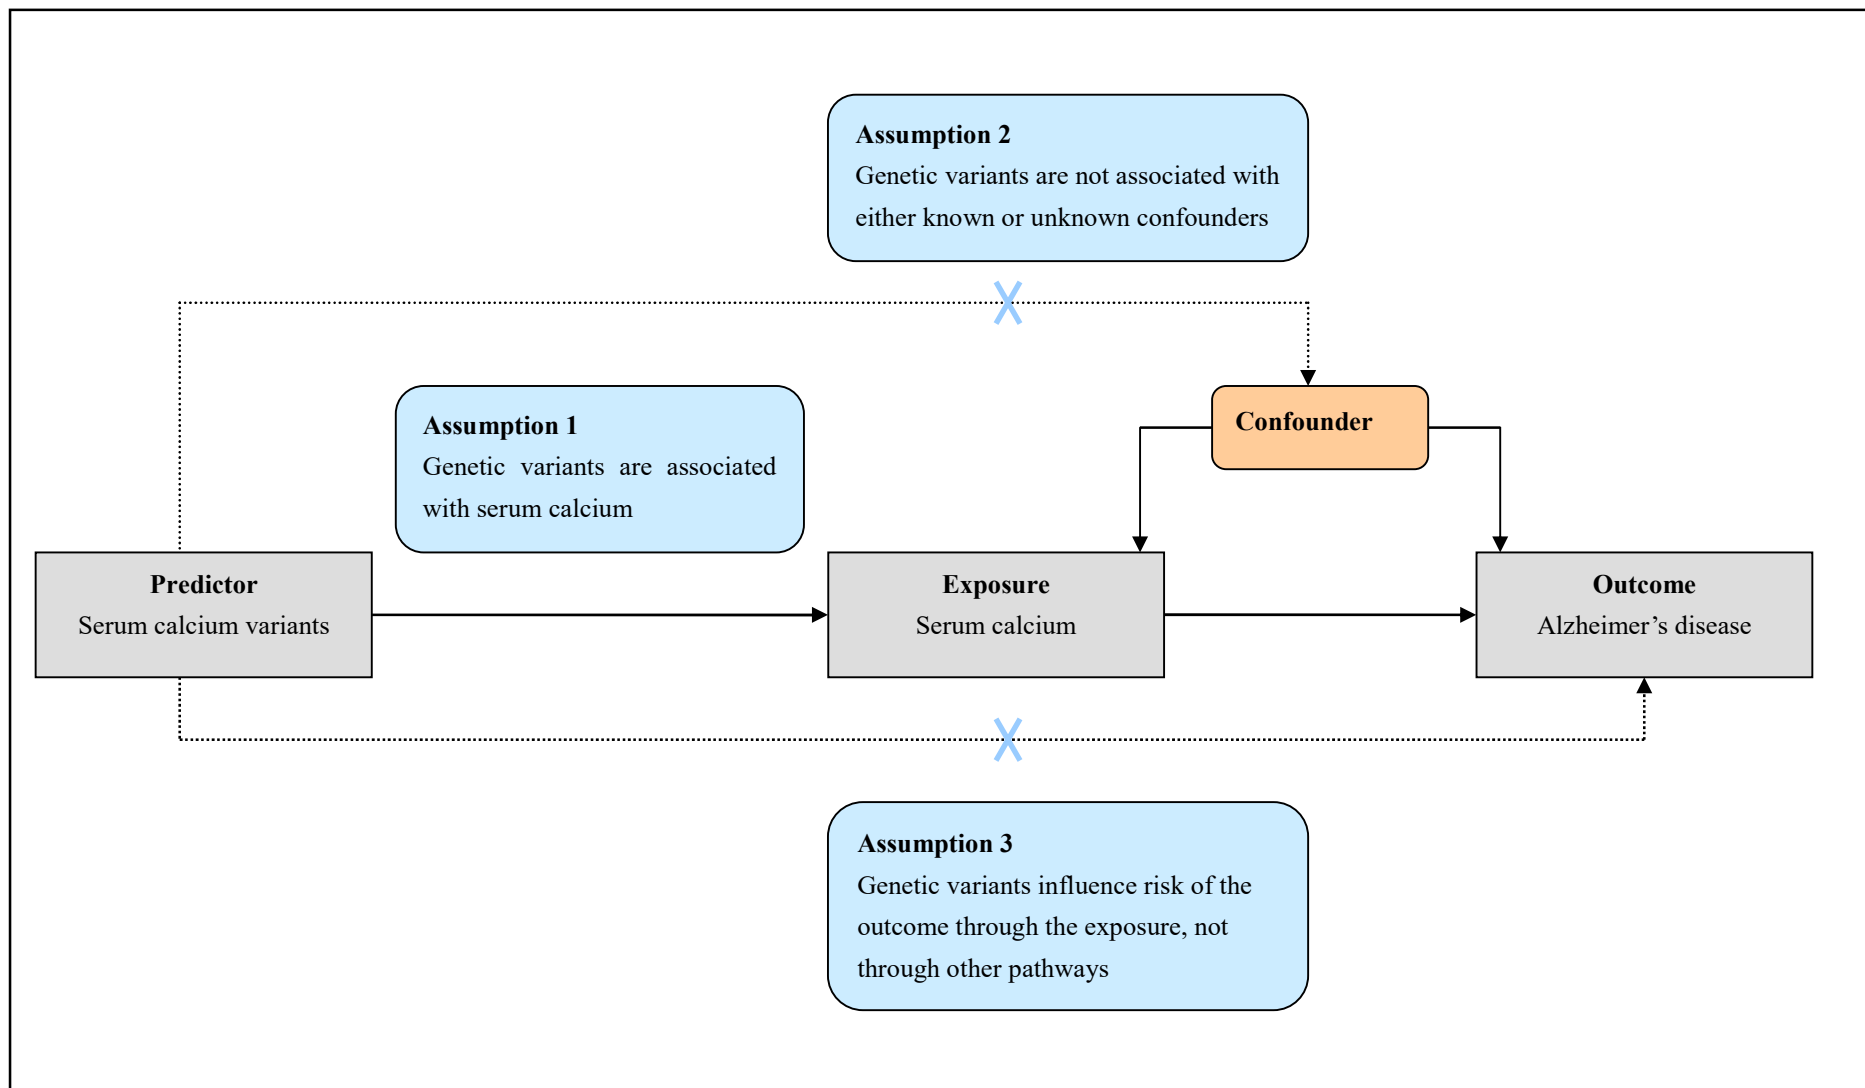 Assumption 2
Genetic variants are not associated with
either known or unknown confounders
Assumption 1
Genetic variants are associated
with serum calcium
Confounder
Predictor
Serum calcium variants
Exposure
Serum calcium
Outcome
Alzheimer’s disease
Assumption 3
Genetic variants influence risk of the
outcome through the exposure, not
through other pathways